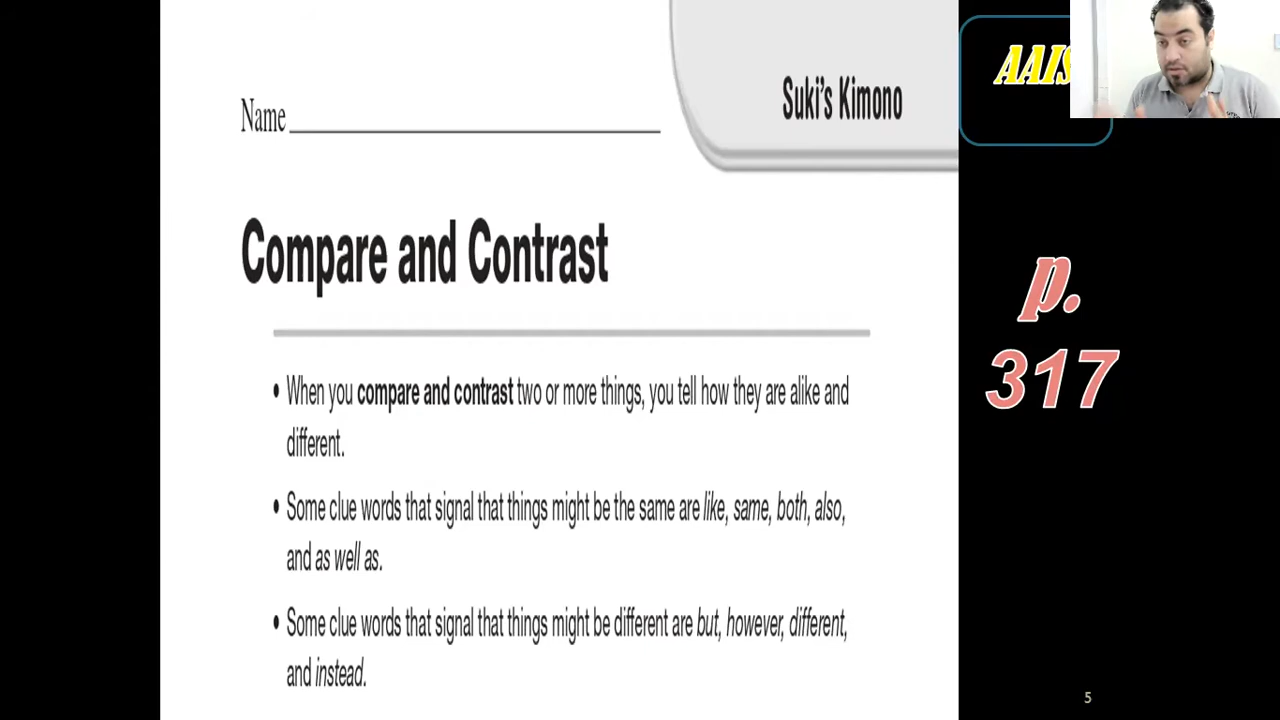 Name
Suki's Kimono
AAIS
Compare and Contrast
p.
317
• When you compare and contrast two or more things, you tell how they are alike and
different.
• Some clue words that signal that things might be the same are like, same, both, also,
and as well as.
• Some clue words that signal that things might be different are but, however, different,
and instead.
5